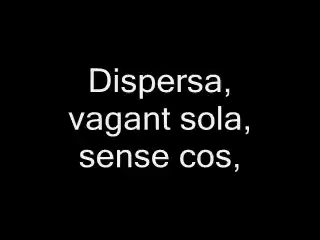 Dispersa,
vagant sola,
sense cos,